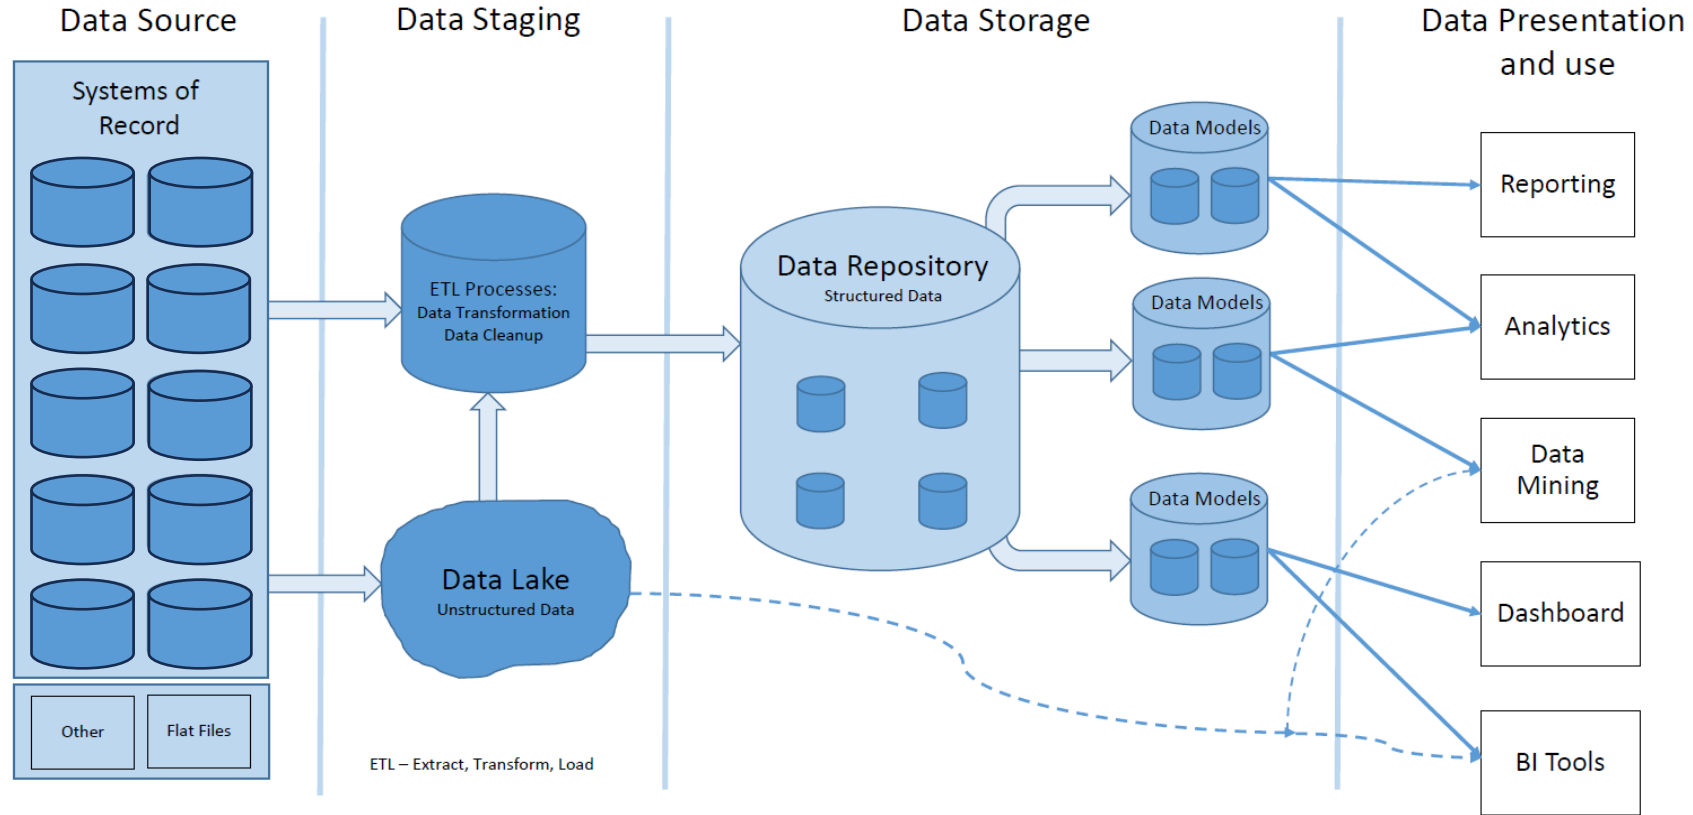 Data Source
Data Staging
Data Storage
Data Presentation
and use
Systems of
Record
Other
Flat Files
ETL Processes:
Data Transformation
Data Cleanup
Data Lake
Unstructured Data
ETL – Extract, Transform, Load
Data Repository
Structured Data
Data Models
Data Models
Data Models
Reporting
Analytics
Data
Mining
Dashboard
BI Tools